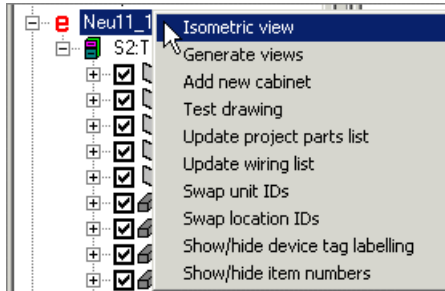 Neu11_1
Isometric view
S2:T
Generate views
Add new cabinet
Test drawing
Update project parts list
Update wiring list
Swap unit IDs
Swap location IDs
Show/hide device tag labelling
Show/hide item numbers